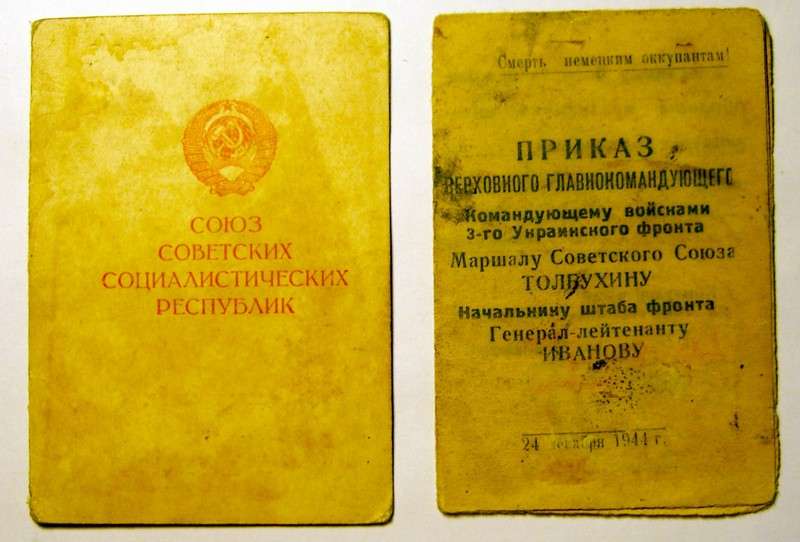 СОЮЗ
СОВЕТСКИХ
СОЦИАЛИСТИЧЕСКИХ
РЕСПУБЛИК
Смерть немецким оккупантам!
ПРИКАЗ
ВЕРХОВНОГО ГЛАВНОКОМАНДУЮЩЕГО
Командующему войсками
3-го Украинского фронта
Маршалу Советского Союза
ТОЛБУХИНУ
Начальнику штаба фронта
Генерал-лейтенанту
ИВАНОВУ
24 декабря 1944 г.